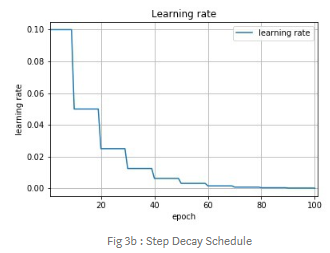 Learning rate
learning rate
0.10
0.08
0.06
0.04
0.02
0.00
learning rate
20
40
60
80
100
epoch
Fig 3b : Step Decay Schedule